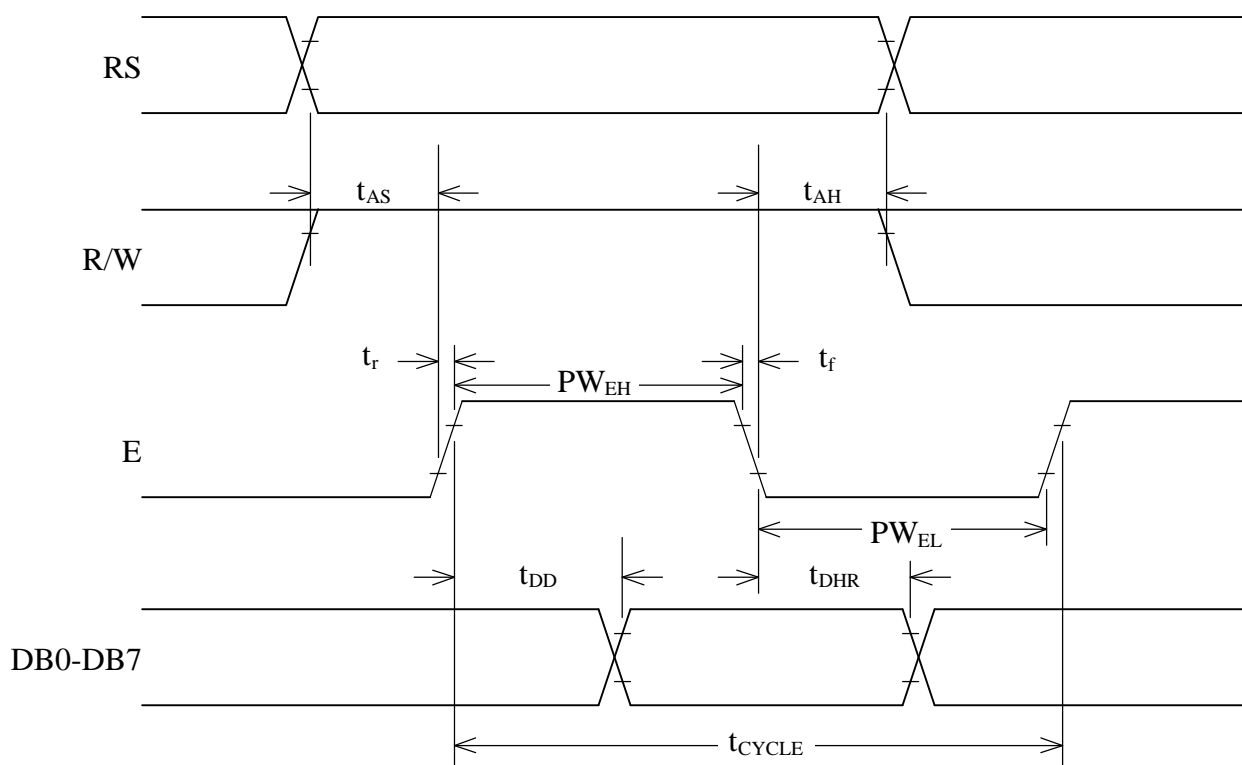 RS
tAS
tAH
R/W
tr
tf
PWEH
E
PWEL
tDD
tDHR
DB0-DB7
tCYCLE